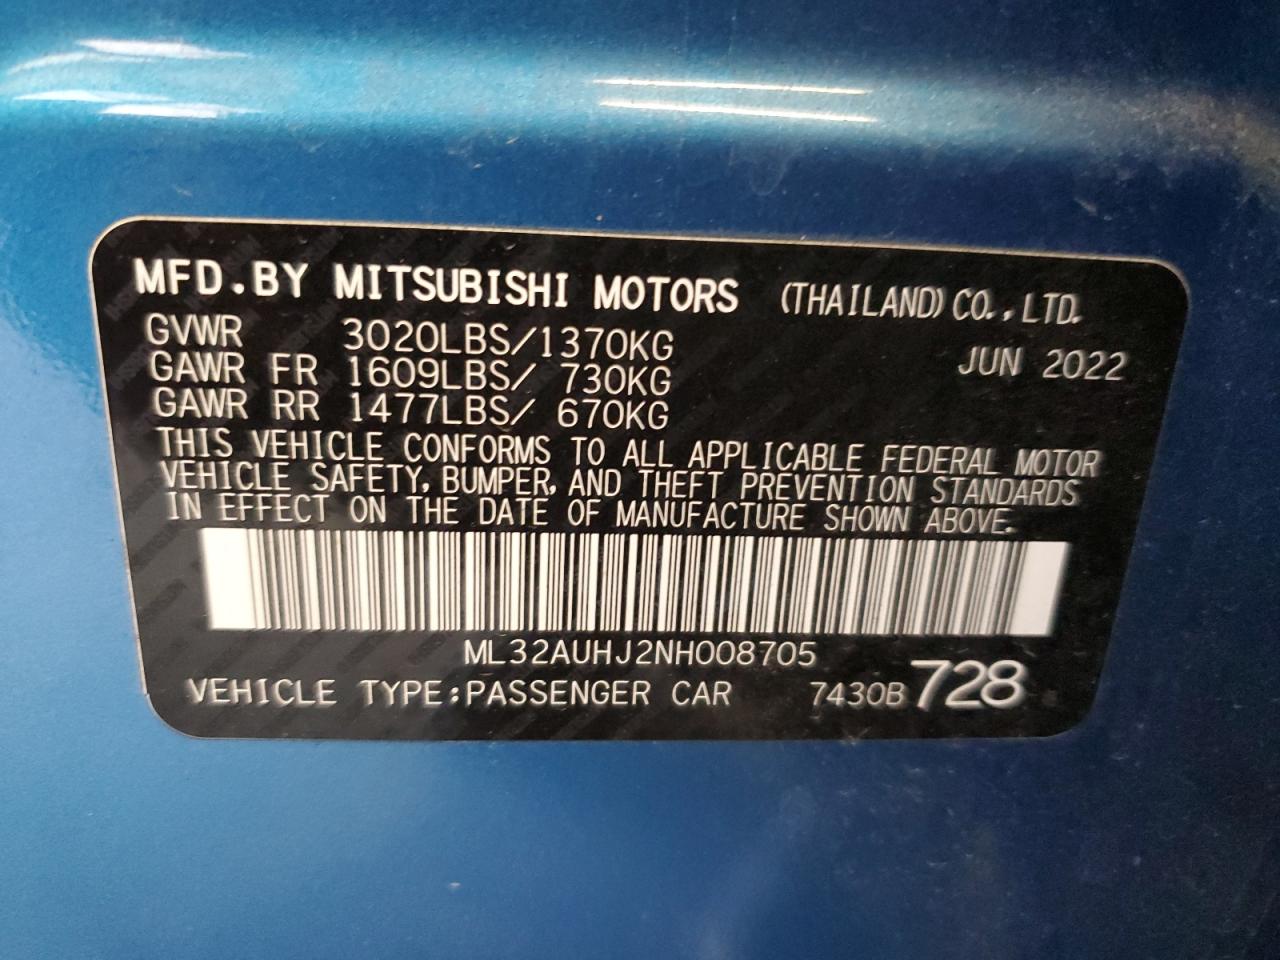 MFD.BY MITSUBISHI MOTORS (THAILAND) CO., LTD.
GVWR 3020LBS/1370KG JUN 2022
GAWR FR 1609LBS/ 730KG
GAWR RR 1477LBS/ 670KG
THIS VEHICLE CONFORMS TO ALL APPLICABLE FEDERAL MOTOR
VEHICLE SAFETY, BUMPER, AND THEFT PREVENTION STANDARDS
IN EFFECT ON THE DATE OF MANUFACTURE SHOWN ABOVE.
ML32AUHJ2NH008705
VEHICLE TYPE:PASSENGER CAR 7430B 728